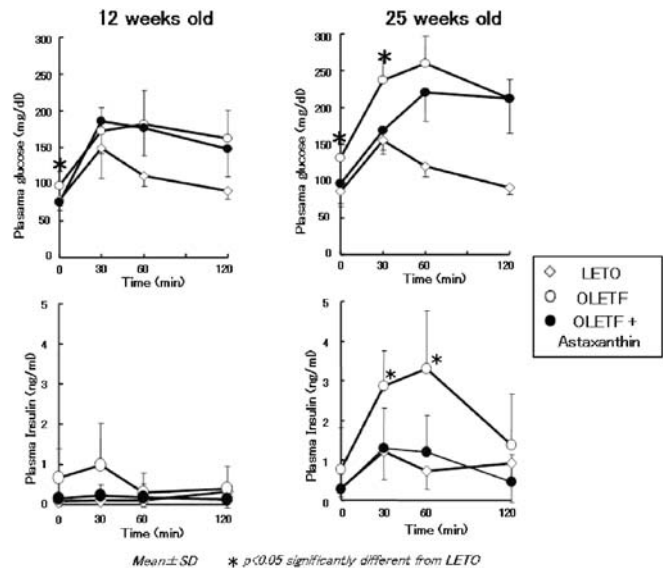 12 weeks old
25 weeks old
Plasama glucose (mg/dl)
300
250
200
150
100
50
0
*
0 30 60 120
Time (min)
Plasama glucose (mg/dl)
300
250
200
150
100
50
0
*
*
0 30 60 120
Time (min)
LETO
OLETF
OLETF +
Astaxanthin
Plasma Insulin (ng/ml)
5
4
3
2
1
0
0 30 60 120
Time (min)
Plasma Insulin (ng/ml)
5
4
3
2
1
0
*
*
0 30 60 120
Time (min)
Mean±SD * p<0.05 significantly different from LETO